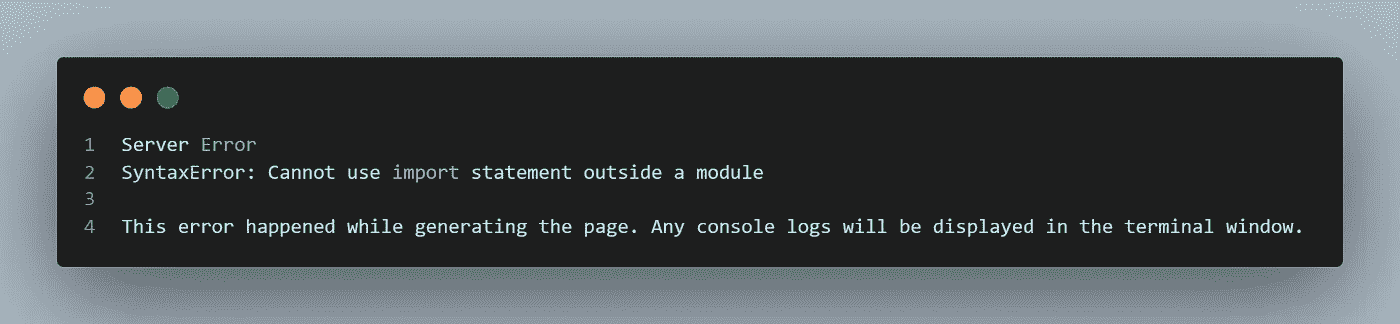 1 Server Error
2 SyntaxError: Cannot use import statement outside a module
3
4 This error happened while generating the page. Any console logs will be displayed in the terminal window.